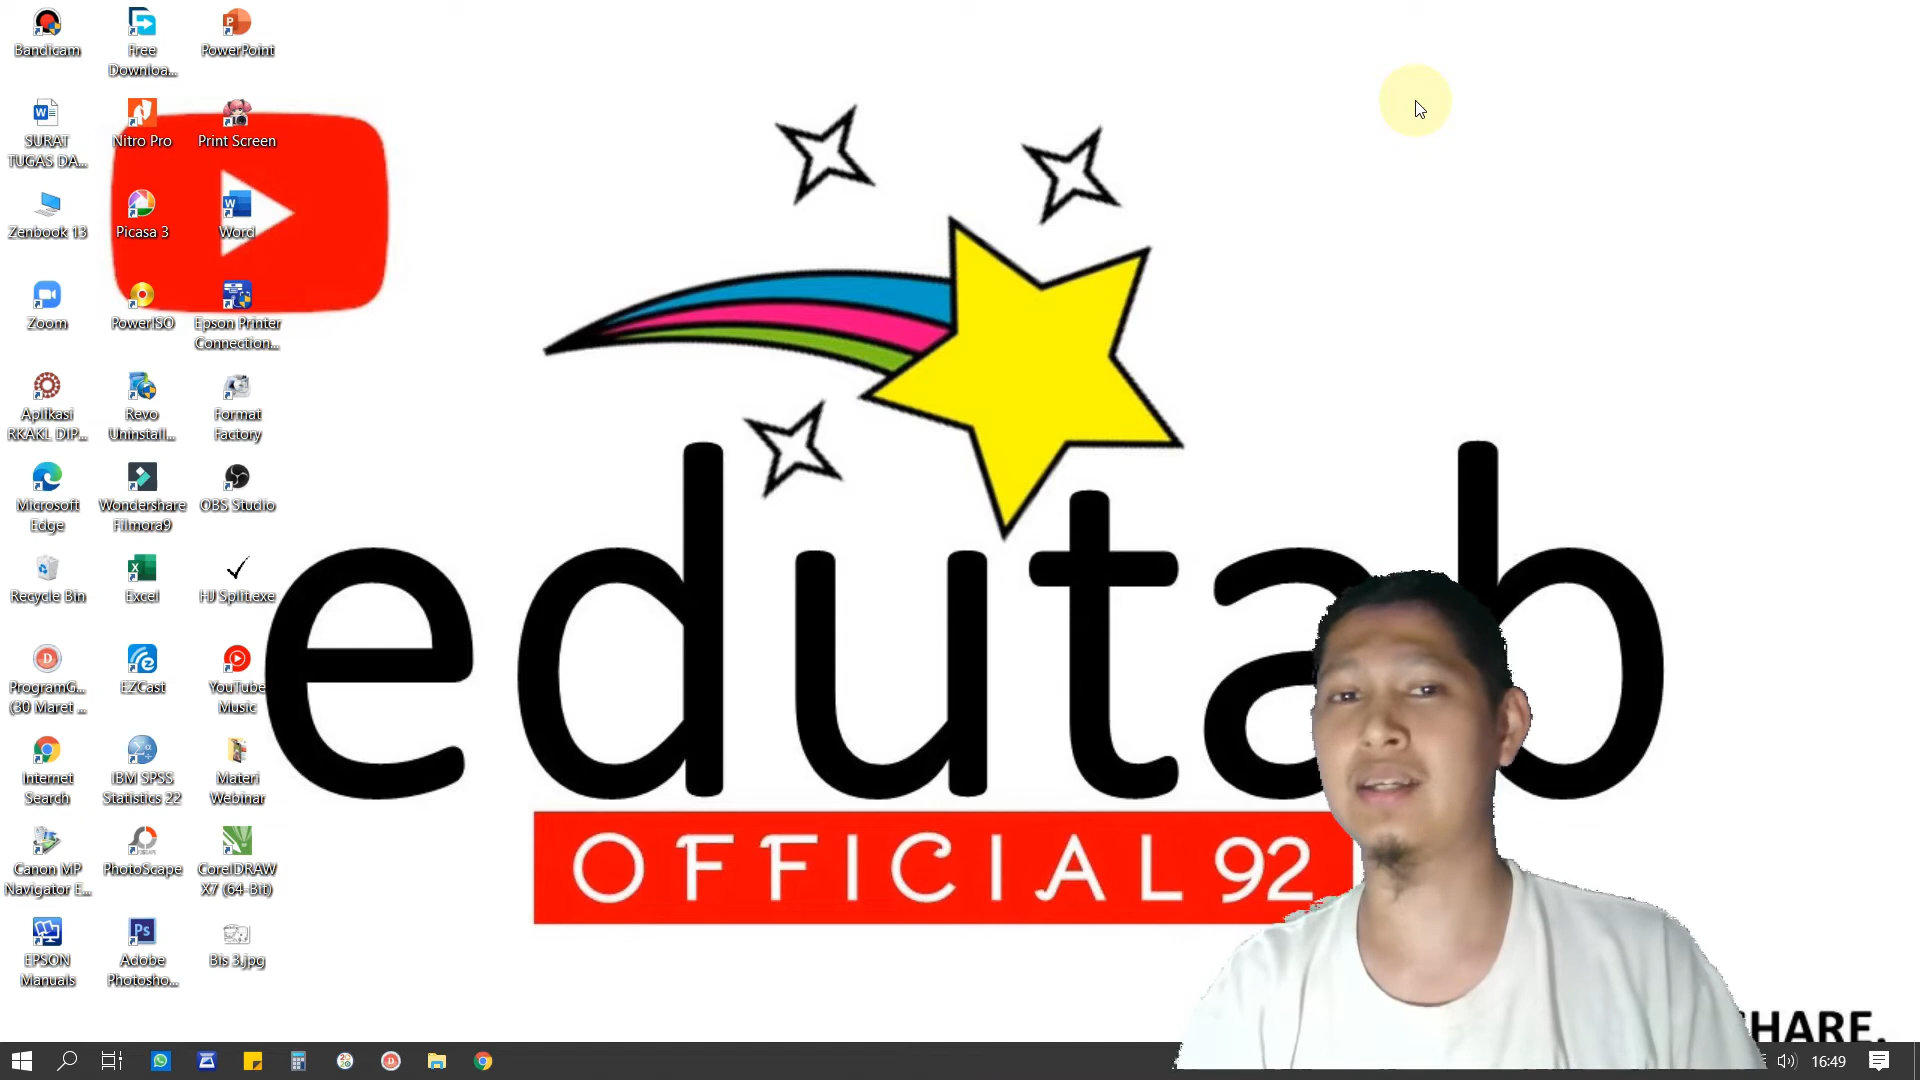 Bandicam
Free
Downloa...
PowerPoint
SURAT
TUGAS DA...
Nitro Pro
Print Screen
Zenbook 13
Picasa 3
Word
Zoom
PowerISO
Epson Printer
Connection...
Aplikasi
RKAKL DIP...
Revo
Uninstall...
Format
Factory
Microsoft
Edge
Wondershare
Filmora9
OBS Studio
Recycle Bin
Excel
HJ Split.exe
ProgramG...
(30 Maret ...
EZCast
YouTube
Music
Internet
Search
IBM SPSS
Statistics 22
Materi
Webinar
Canon MP
Navigator E...
PhotoScape
CorelDRAW
X7 (64-Bit)
EPSON
Manuals
Adobe
Photosho...
Bis 3.jpg
edutab
OFFICIAL 92
SHARE.
16:49